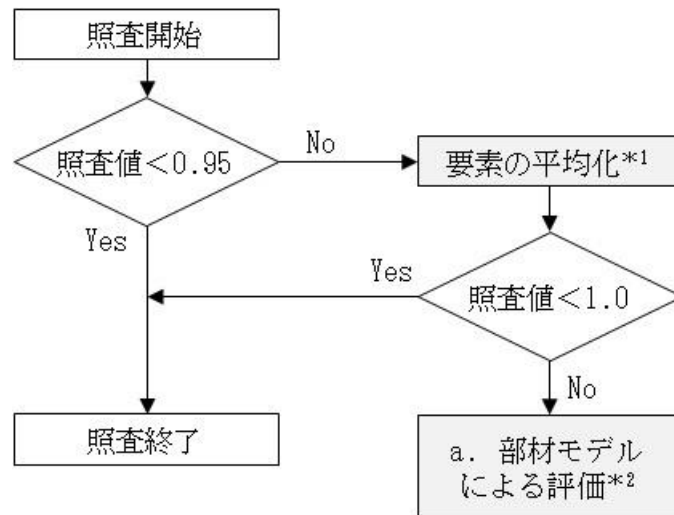 照査開始
照査値＜0.95
No
要素の平均化*1
Yes
Yes
照査値＜1.0
No
照査終了
a. 部材モデル
による評価*2